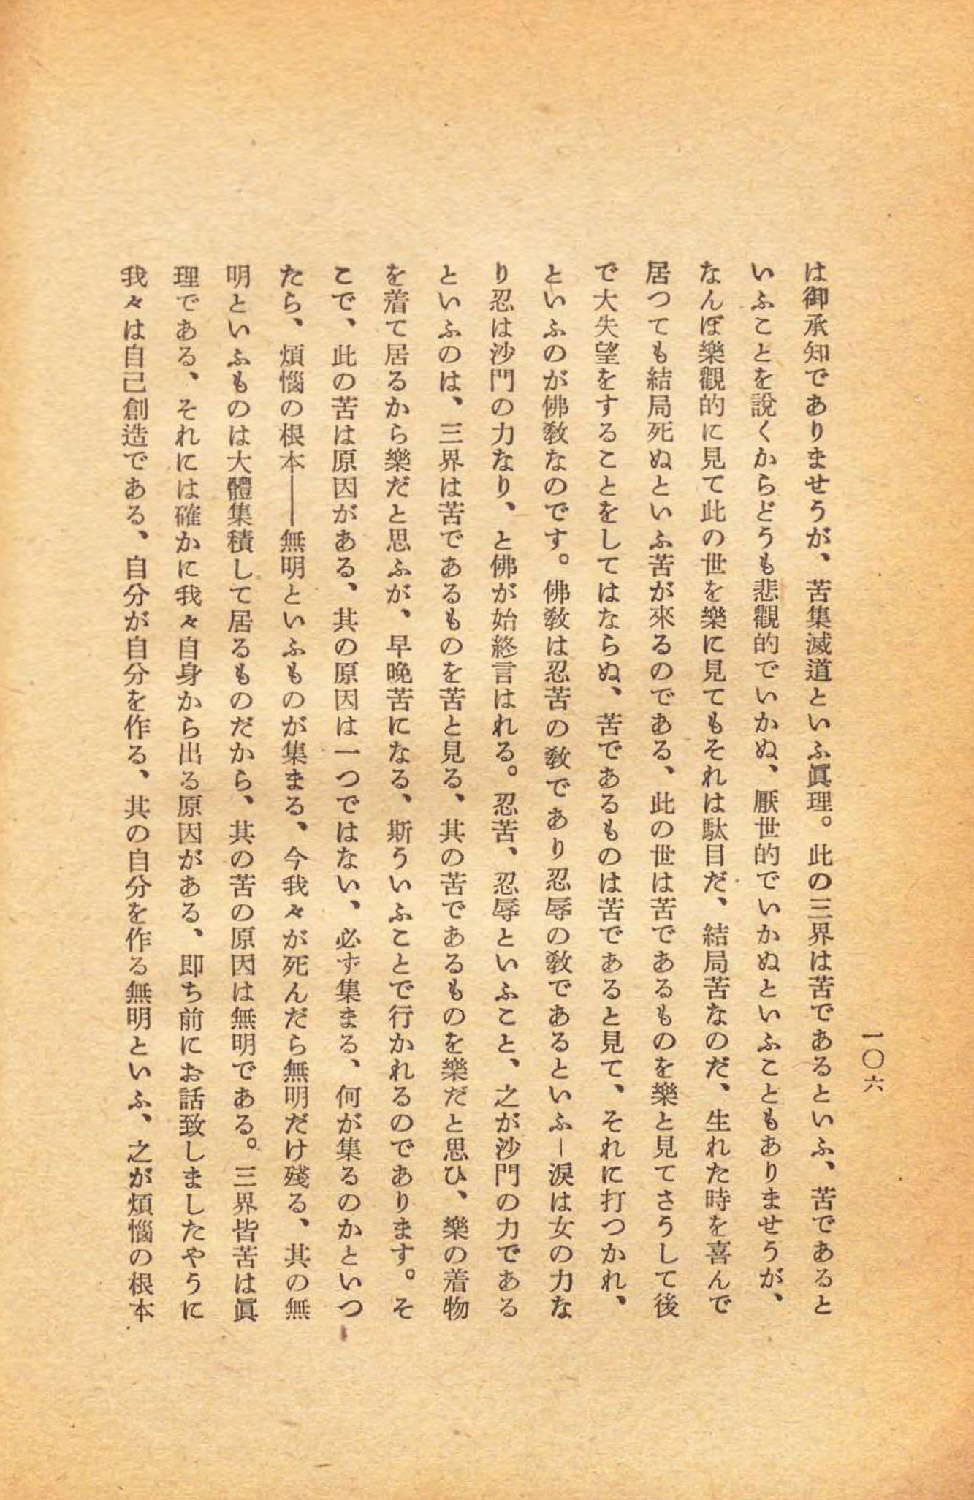 一〇六
は御承知でありませうが、苦集滅道といふ眞理。此の三界は苦であるといふ、苦であると
いふことを說くからどうも悲觀的でいかぬ、厭世的でいかぬといふこともありませうが、
なんぼ樂觀的に見て此の世を樂に見てもそれは駄目だ、結局苦なのだ、生れた時を喜んで
居つても結局死ぬといふ苦が來るのである、此の世は苦であるものを樂と見てさうして後
で大失望をすることをしてはならぬ、苦であるものは苦であると見て、それに打つかれ、
といふのが佛敎なのです。佛敎は忍苦の敎であり忍辱の敎であるといふ―淚は女の力な
り忍は沙門の力なり、と佛が始終言はれる。忍苦、忍辱といふこと、之が沙門の力である
といふのは、三界は苦であるものを苦と見る、其の苦であるものを樂だと思ひ、樂の着物
を着て居るから樂だと思ふが、早晚苦になる、斯ういふことで行かれるのであります。そ
こで、此の苦は原因がある、其の原因は一つではない、必ず集まる、何が集るのかといつ
たら、煩惱の根本――無明といふものが集まる、今我々が死んだら無明だけ殘る、其の無
明といふものは大體集積して居るものだから、其の苦の原因は無明である。三界皆苦は眞
理である、それには確かに我々自身から出る原因がある、卽ち前にお話致しましたやうに
我々は自己創造である、自分が自分を作る、其の自分を作る無明といふ、之が煩惱の根本